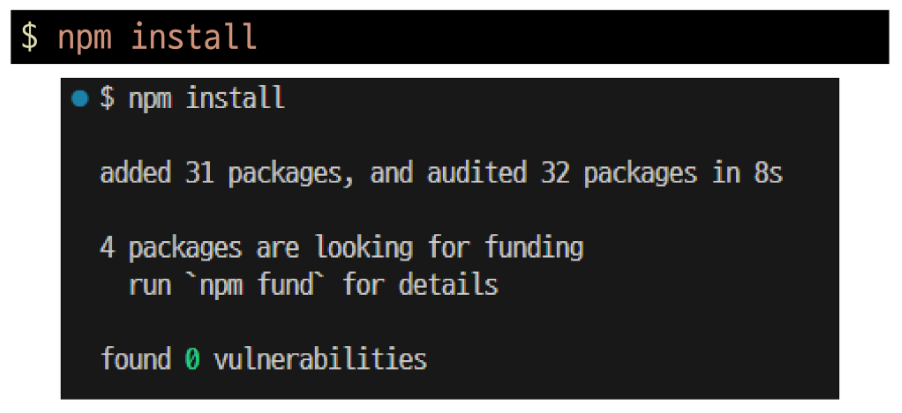 $ npm install
$ npm install
added 31 packages, and audited 32 packages in 8s
4 packages are looking for funding
run `npm fund` for details
found 0 vulnerabilities